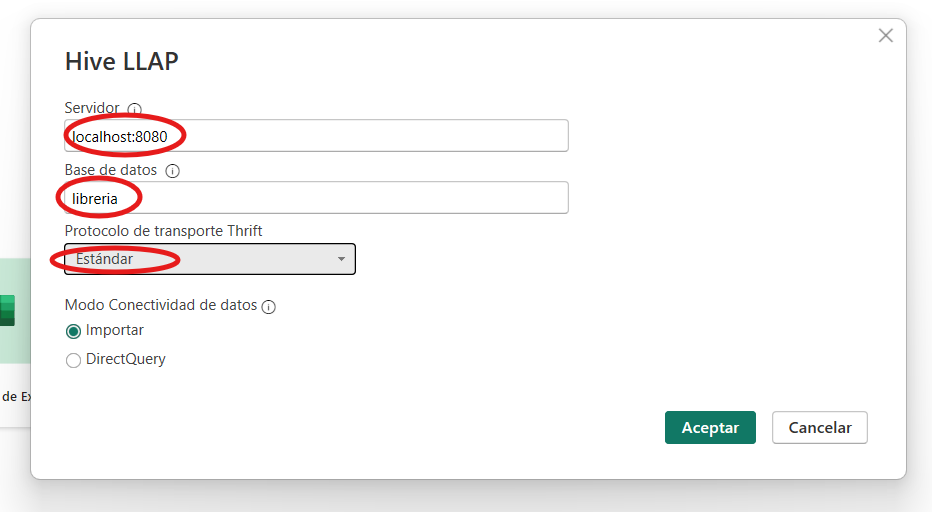 Hive LLAP
Servidor
localhost:8080
Base de datos
libreria
Protocolo de transporte Thrift
Estándar
Modo Conectividad de datos
Importar
DirectQuery
de Ex
Aceptar
Cancelar